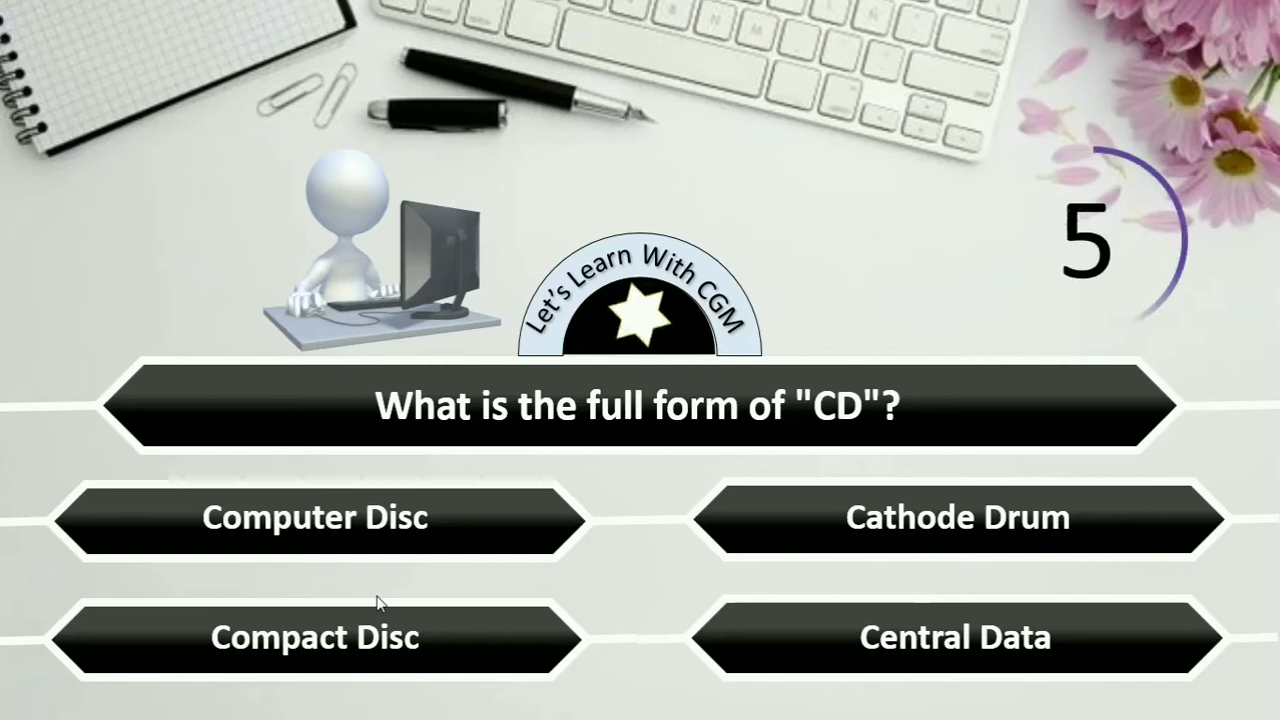 5
Let's Learn With CGM
What is the full form of "CD"?
Computer Disc
Cathode Drum
Compact Disc
Central Data